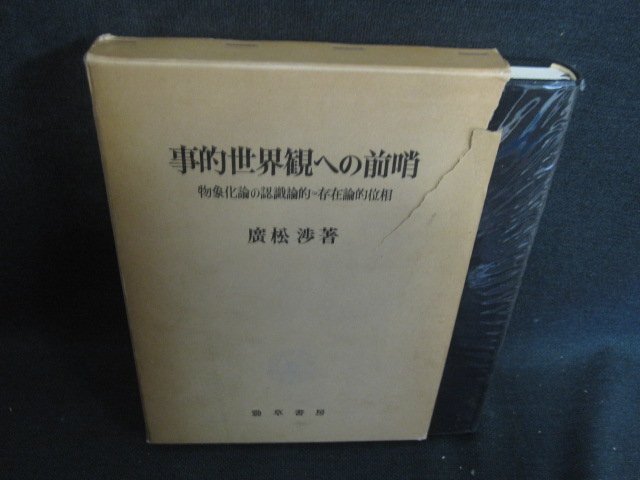 事的世界観への前哨
物象化論の認識論的=存在論的位相
廣松渉著
勁草書房